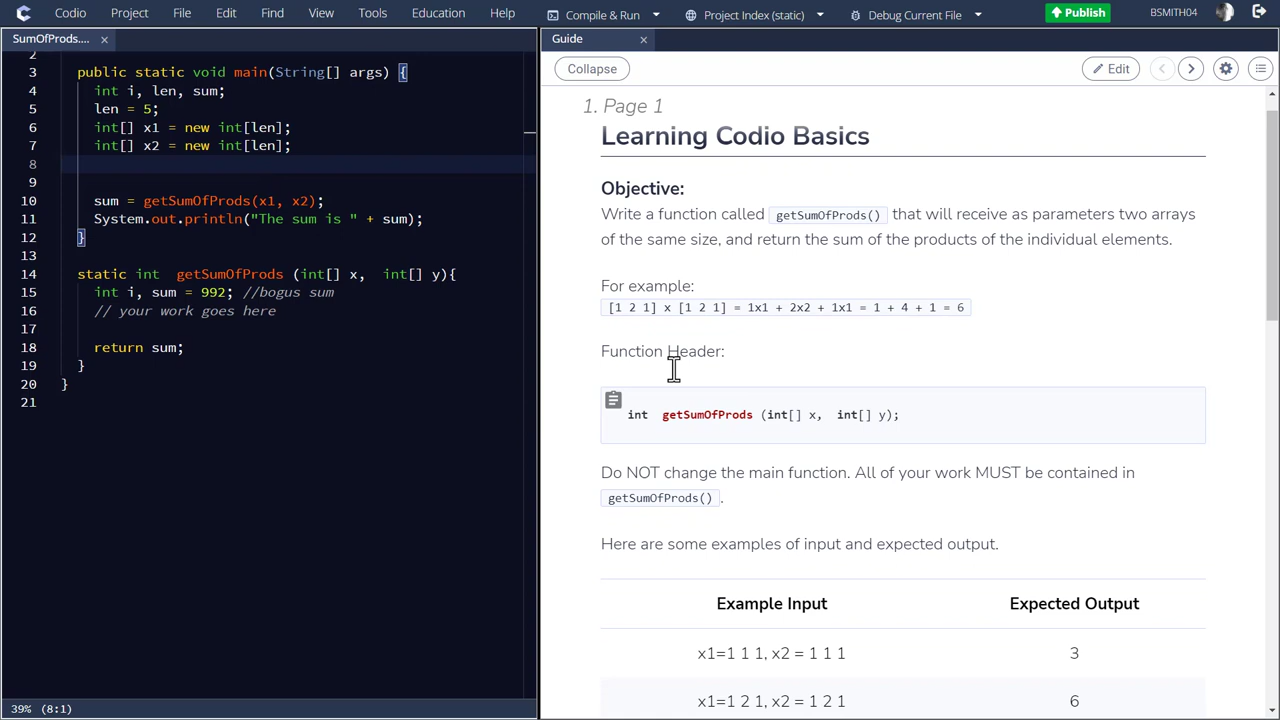 Codio Project File Edit Find View Tools Education Help Compile & Run Project Index (static) Debug Current File Publish BSMITH04
SumOfProds....
2
3 public static void main(String[] args) {
4 int i, len, sum;
5 len = 5;
6 int[] x1 = new int[len];
7 int[] x2 = new int[len];
8
9
10 sum = getSumOfProds(x1, x2);
11 System.out.println("The sum is " + sum);
12 }
13
14 static int getSumOfProds (int[] x, int[] y){
15 int i, sum = 992; //bogus sum
16 // your work goes here
17
18 return sum;
19 }
20 }
21
39% (8:1)
Guide
Collapse Edit
1. Page 1
Learning Codio Basics
Objective:
Write a function called getSumOfProds() that will receive as parameters two arrays
of the same size, and return the sum of the products of the individual elements.
For example:
[1 2 1] x [1 2 1] = 1x1 + 2x2 + 1x1 = 1 + 4 + 1 = 6
Function Header:
int getSumOfProds (int[] x, int[] y);
Do NOT change the main function. All of your work MUST be contained in
getSumOfProds() .
Here are some examples of input and expected output.
Example Input Expected Output
x1=1 1 1, x2 = 1 1 1 3
x1=1 2 1, x2 = 1 2 1 6